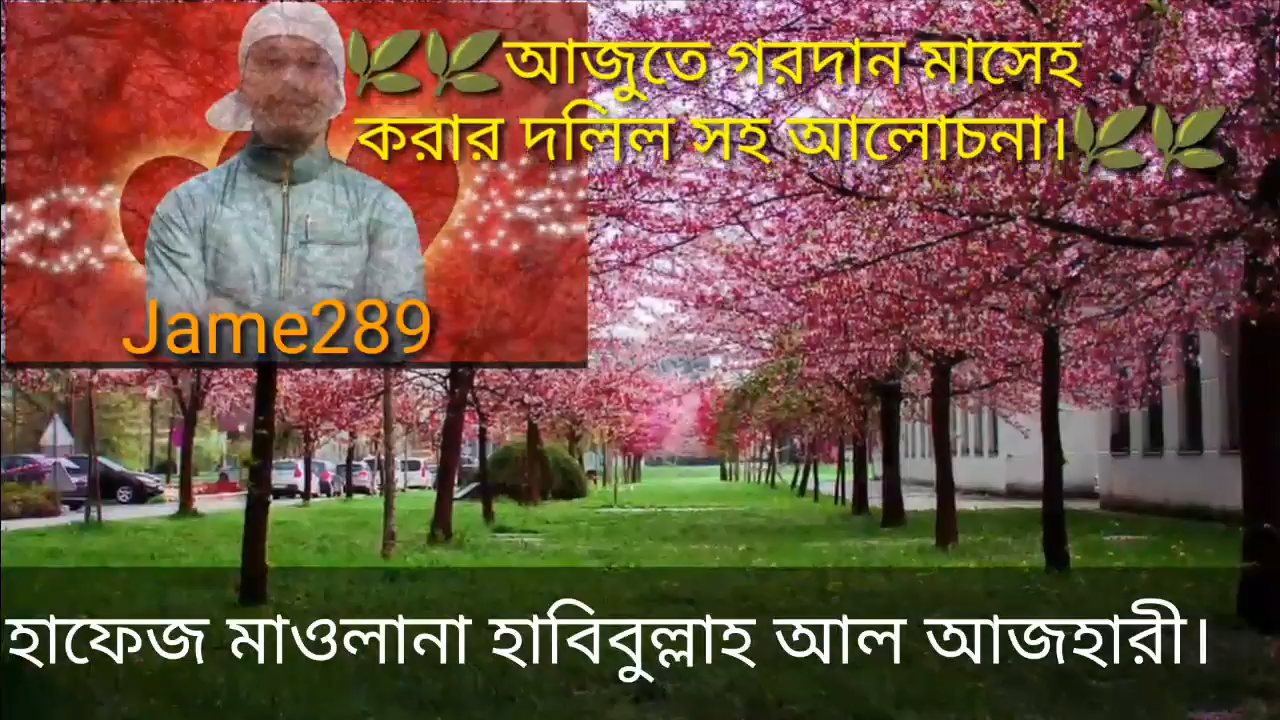 🌿🌿আজুতে গরদান মাসেহ
করার দলিল সহ আলোচনা।🌿🌿
Jame289
হাফেজ মাওলানা হাবিবুল্লাহ আল আজহারী।